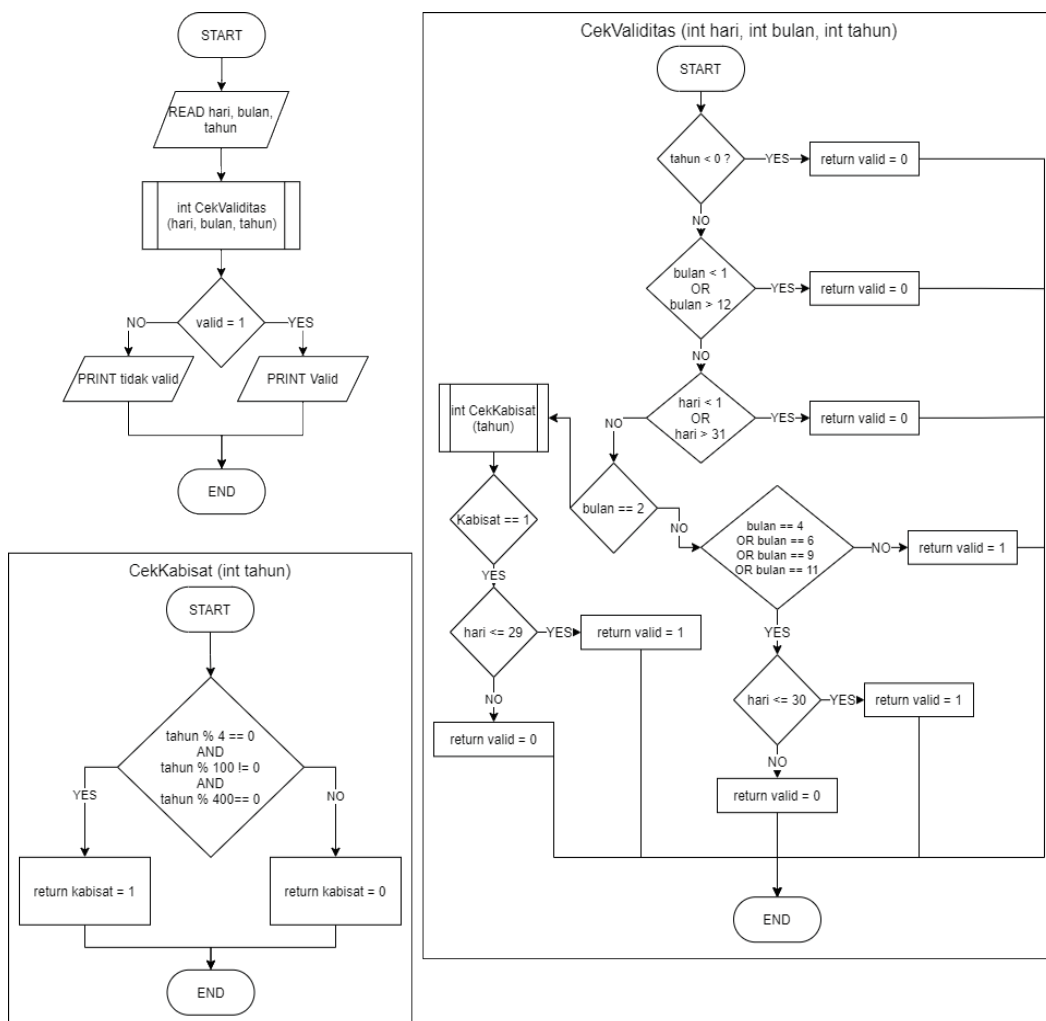 START
READ hari, bulan,
tahun
int CekValiditas
(hari, bulan, tahun)
valid = 1
NO
YES
PRINT tidak valid
PRINT Valid
END
CekKabisat (int tahun)
START
tahun % 4 == 0
AND
tahun % 100 != 0
AND
tahun % 400== 0
YES
NO
return kabisat = 1
return kabisat = 0
END
CekValiditas (int hari, int bulan, int tahun)
START
tahun < 0 ?
YES
return valid = 0
NO
bulan < 1
OR
bulan > 12
YES
return valid = 0
NO
hari < 1
OR
hari > 31
YES
return valid = 0
NO
int CekKabisat
(tahun)
bulan == 2
NO
bulan == 4
OR bulan == 6
OR bulan == 9
OR bulan == 11
NO
return valid = 1
Kabisat == 1
YES
hari <= 29
YES
return valid = 1
NO
return valid = 0
YES
hari <= 30
YES
return valid = 1
NO
return valid = 0
END